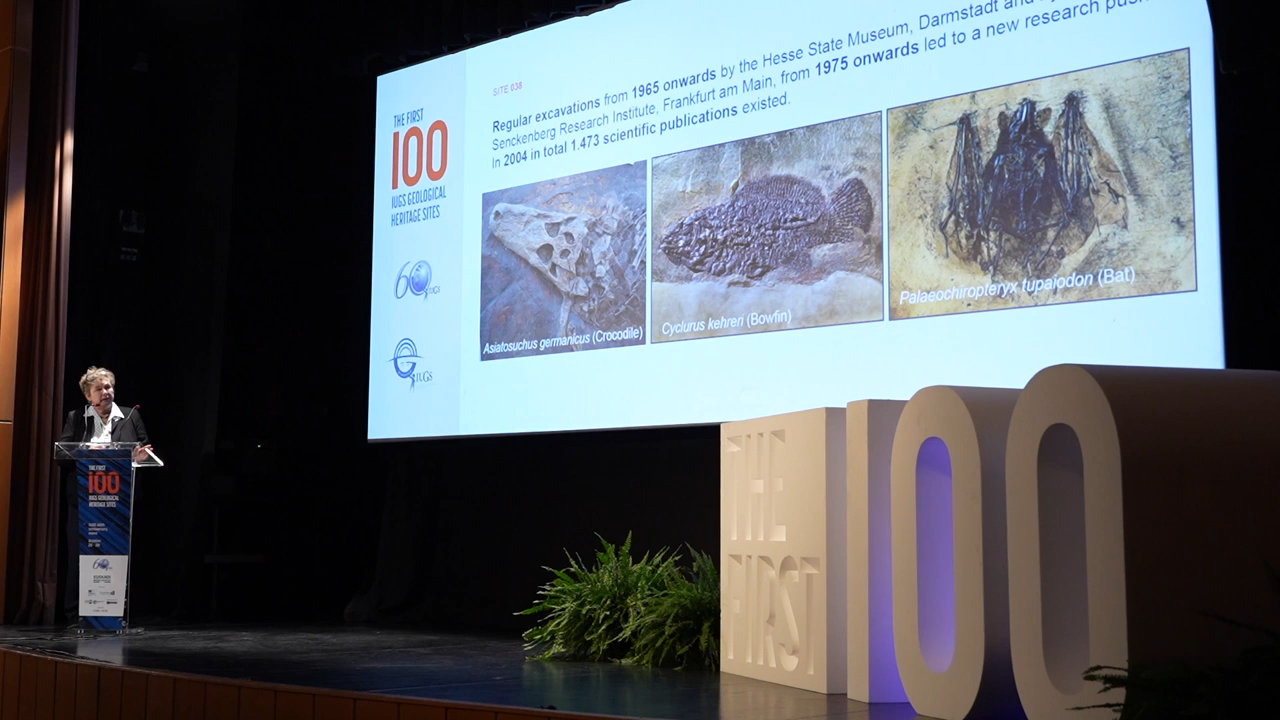 SITE 038
Regular excavations from 1965 onwards by the Hesse State Museum, Darmstadt and
Senckenberg Research Institute, Frankfurt am Main, from 1975 onwards led to a new research
In 2004 in total 1.473 scientific publications existed.
THE FIRST
100
IUGS GEOLOGICAL
HERITAGE SITES
60
IUGS
IUGS
Asiatosuchus germanicus (Crocodile)
Cyclurus kehreri (Bowfin)
Palaeochiropteryx tupaiodon (Bat)
THE FIRST
100
IUGS GEOLOGICAL
HERITAGE SITES
60
THE
FIRST
100